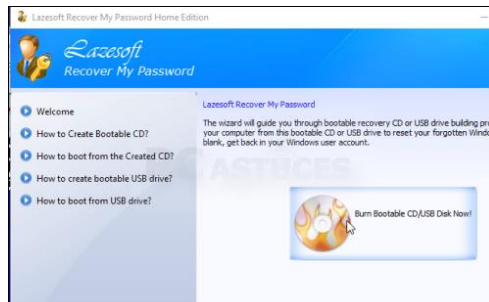 Lazesoft Recover My Password Home Edition
Lazesoft
Recover My Password
Welcome
How to Create Bootable CD?
How to boot from the Created CD?
How to create bootable USB drive?
How to boot from USB drive?
Lazesoft Recover My Password
The wizard will guide you through bootable recovery CD or USB drive building
your computer from this bootable CD or USB drive to reset your forgotten
blank, get back in your Windows user account.
PC ASTUCES
Burn Bootable CD/USB Disk Now!